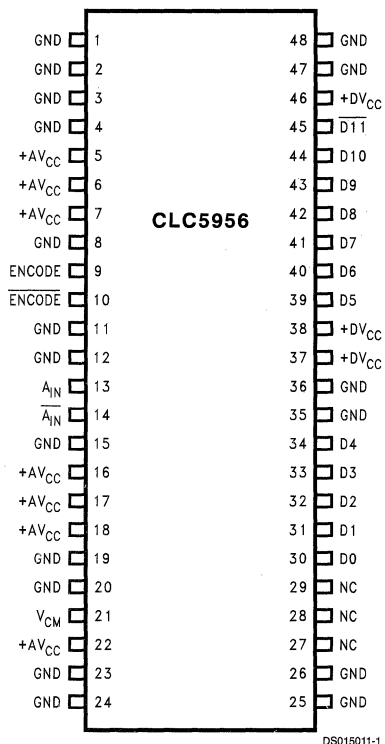 GND 1 48 GND
GND 2 47 GND
GND 3 46 +DVCC
GND 4 45 D̅1̅1̅
+AVCC 5 44 D10
+AVCC 6 43 D9
+AVCC 7 42 D8
CLC5956
GND 8 41 D7
ENCODE 9 40 D6
E̅N̅C̅O̅D̅E̅ 10 39 D5
GND 11 38 +DVCC
GND 12 37 +DVCC
AIN 13 36 GND
A̅I̅N̅ 14 35 GND
GND 15 34 D4
+AVCC 16 33 D3
+AVCC 17 32 D2
+AVCC 18 31 D1
GND 19 30 D0
GND 20 29 NC
VCM 21 28 NC
+AVCC 22 27 NC
GND 23 26 GND
GND 24 25 GND
DS015011-1